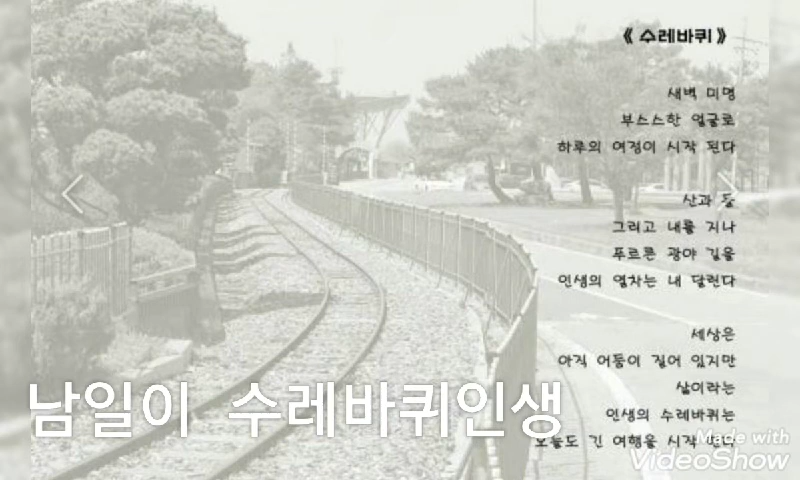 《 수레바퀴 》
새벽 미명
부스스한 얼굴로
하루의 여정이 시작 된다
산과 들
그리고 내를 지나
푸르른 광야 길을
인생의 열차는 내 달린다
세상은
아직 어둠이 짙어 있지만
삶이라는
인생의 수레바퀴는
오늘도 긴 여행을 시작 한다
남일이 수레바퀴인생
Made with
VideoShow